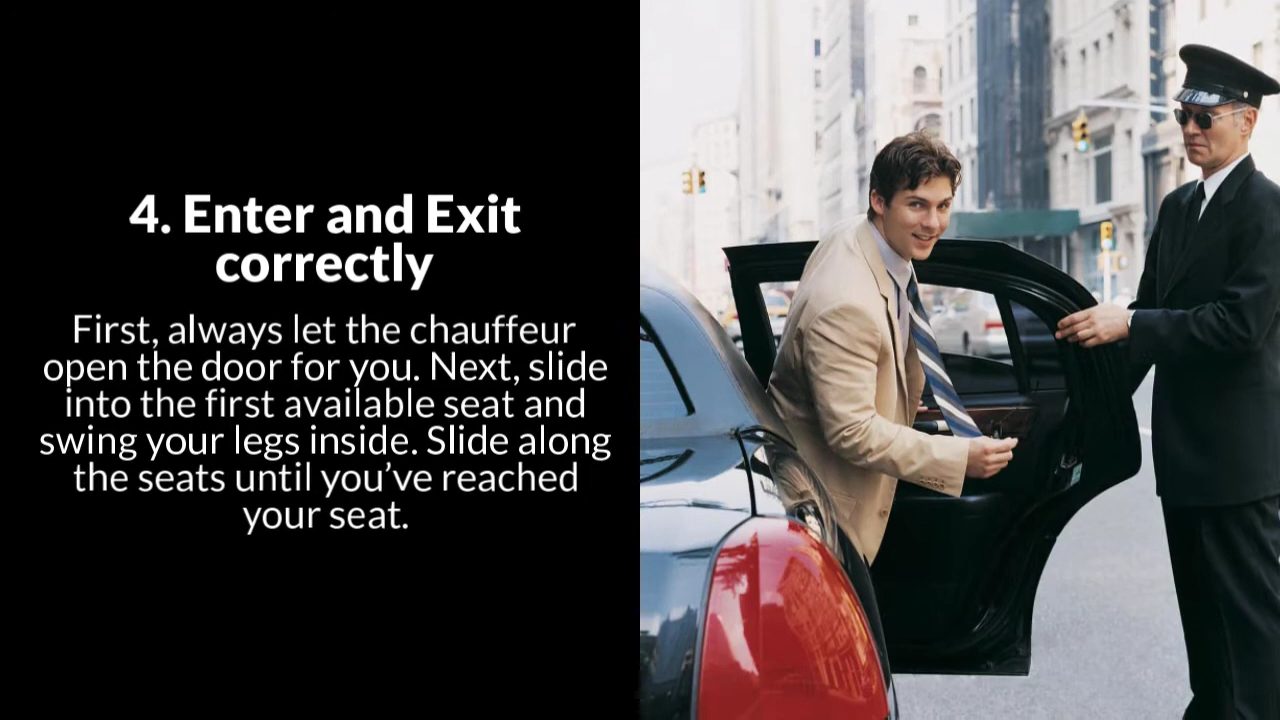 4. Enter and Exit
correctly
First, always let the chauffeur
open the door for you. Next, slide
into the first available seat and
swing your legs inside. Slide along
the seats until you’ve reached
your seat.